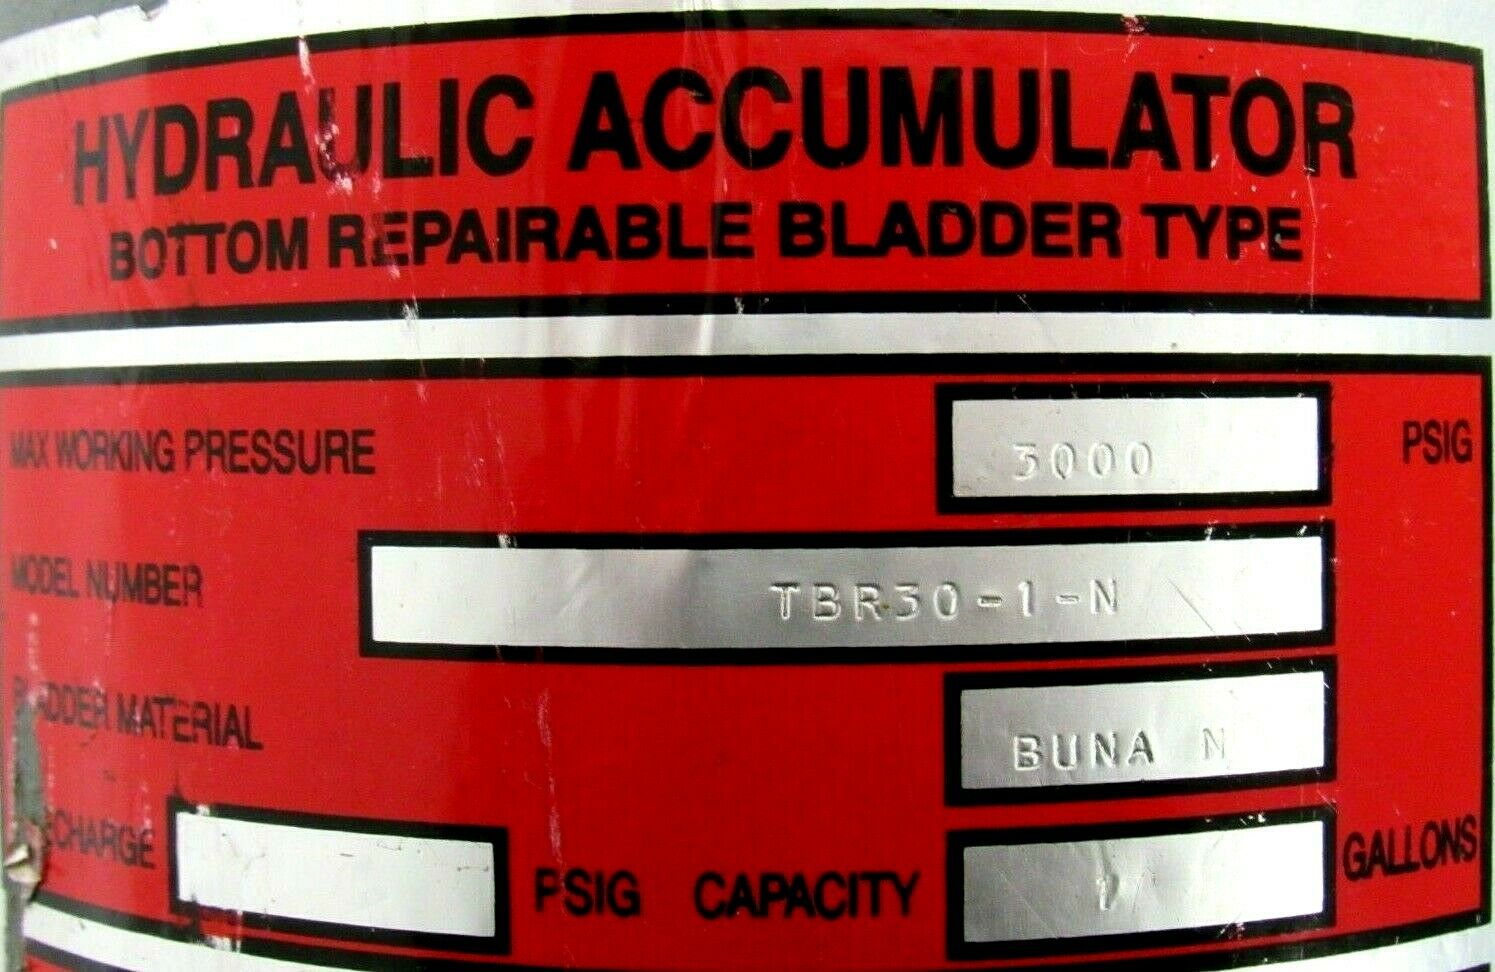 HYDRAULIC ACCUMULATOR
BOTTOM REPAIRABLE BLADDER TYPE
MAX WORKING PRESSURE 3000 PSIG
MODEL NUMBER TBR30-1-N
BLADDER MATERIAL BUNA N
PSIG CAPACITY 1 GALLONS